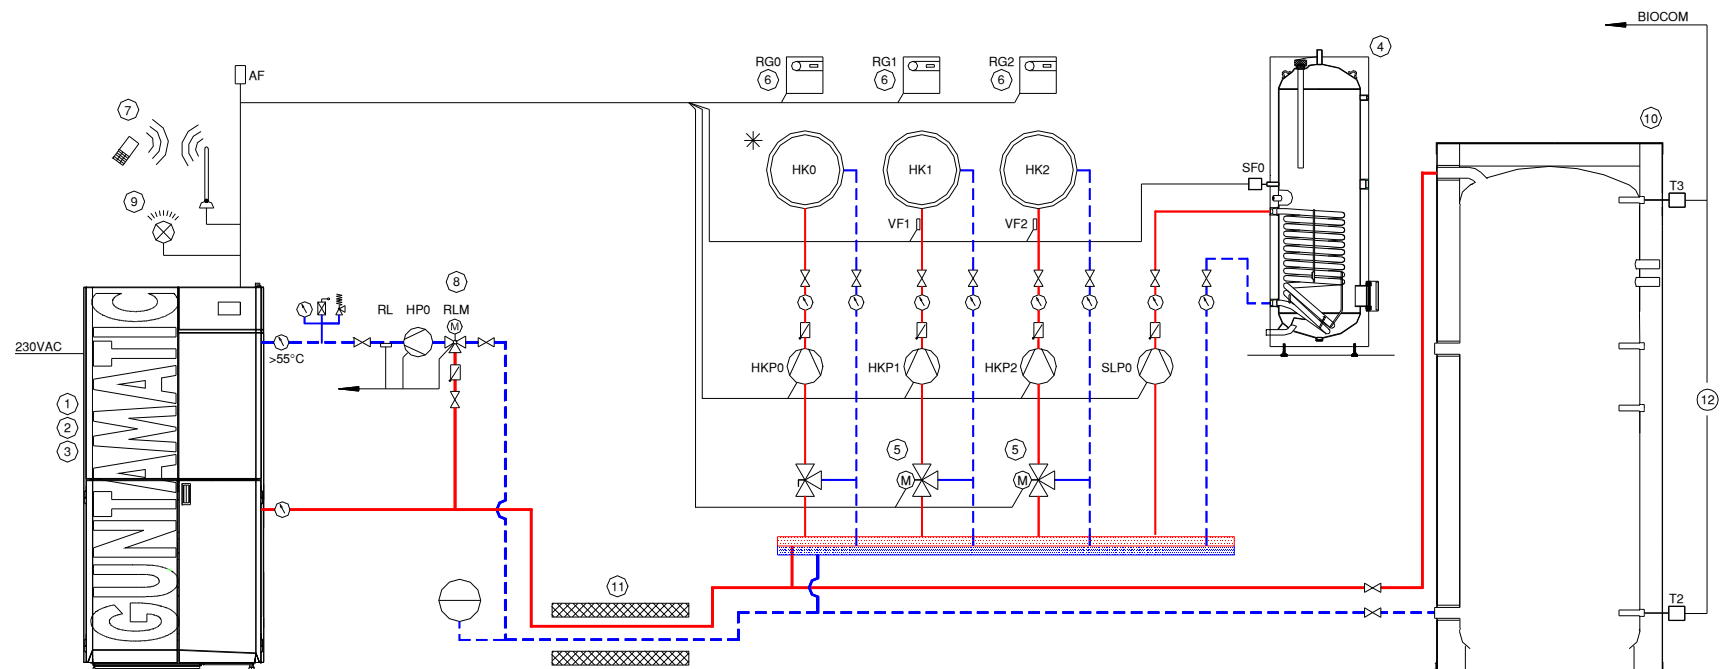 BIOCOM
4
RG0
RG1
RG2
6
6
6
AF
7
10
HK0
HK1
HK2
SF0
T3
9
VF1
VF2
8
RL
HP0
RLM
M
230VAC
>55°C
HKP0
HKP1
HKP2
SLP0
1
2
3
12
5
5
M
M
GUNTAMATIC
11
T2